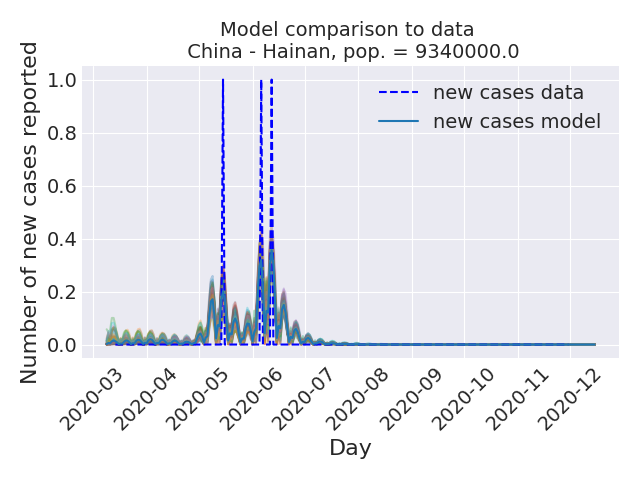 Model comparison to data
China - Hainan, pop. = 9340000.0
Number of new cases reported
1.0
0.8
0.6
0.4
0.2
0.0
new cases data
new cases model
2020-03
2020-04
2020-05
2020-06
2020-07
2020-08
2020-09
2020-10
2020-11
2020-12
Day